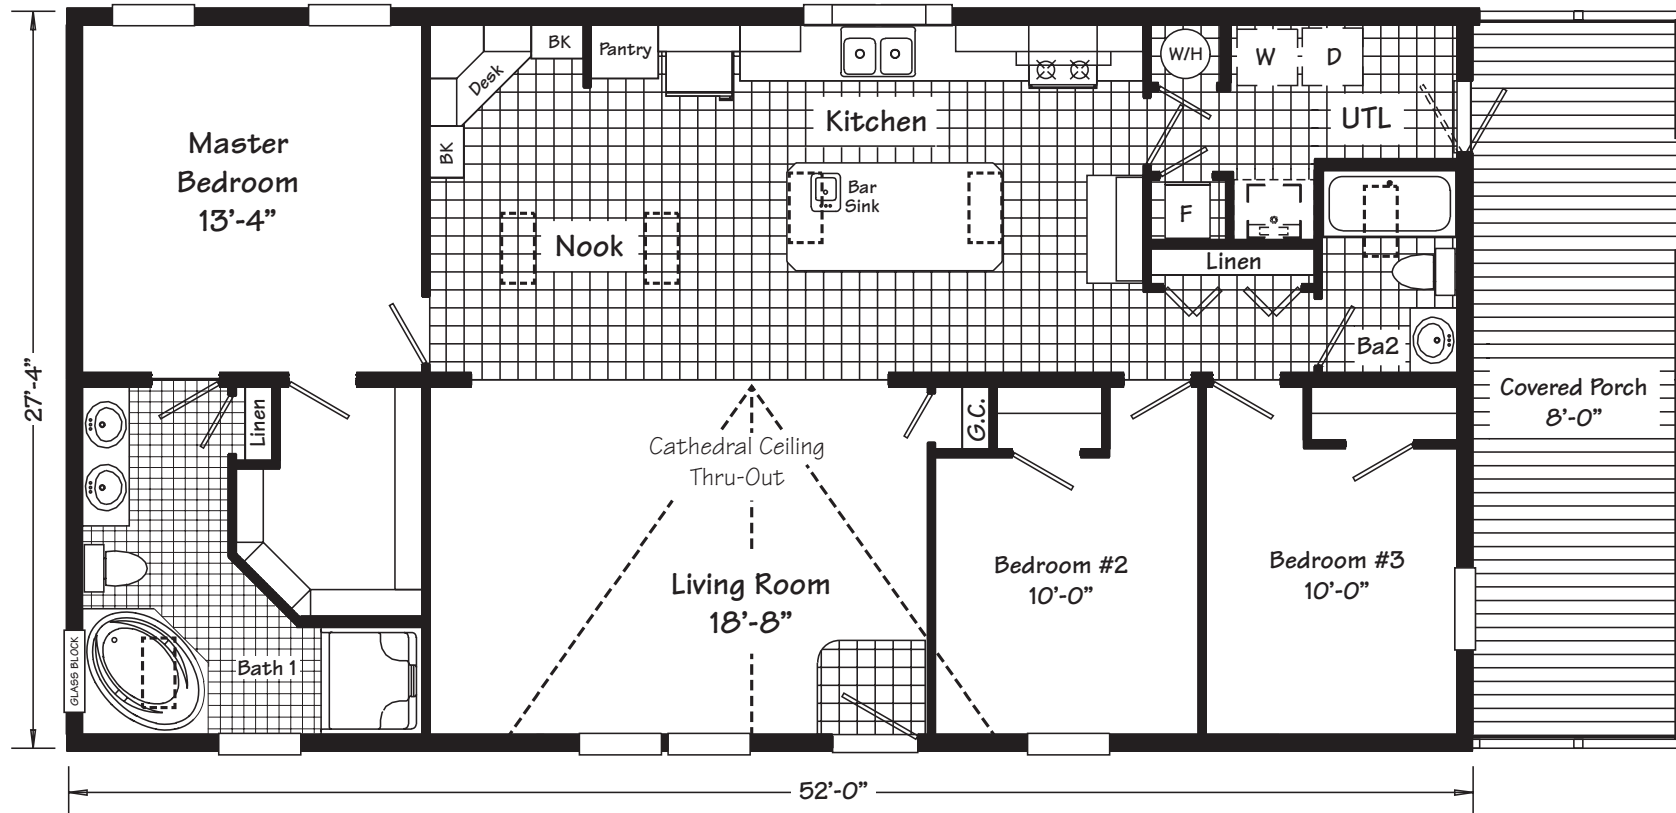 BK
Pantry
W/H
W
D
Desk
Kitchen
UTL
Master
Bedroom
13'-4"
BK
Bar
Sink
F
Nook
Linen
Ba2
27'-4"
Covered Porch
8'-0"
Linen
G.C.
Cathedral Ceiling
Thru-Out
Living Room
18'-8"
Bedroom #2
10'-0"
Bedroom #3
10'-0"
GLASS BLOCK
Bath 1
52'-0"